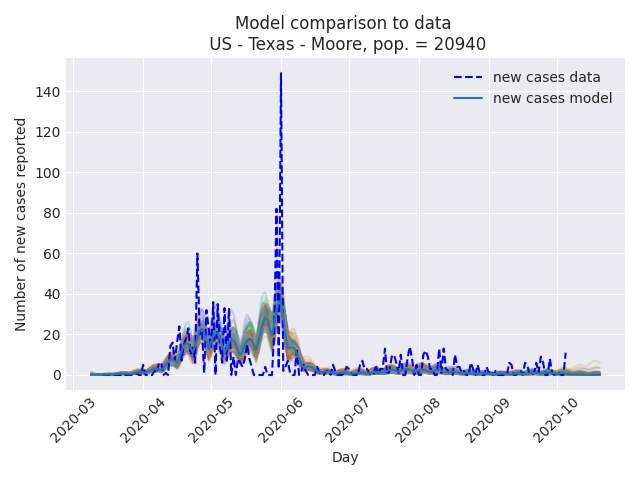 Model comparison to data
US - Texas - Moore, pop. = 20940
new cases data
new cases model
Number of new cases reported
140
120
100
80
60
40
20
0
2020-03
2020-04
2020-05
2020-06
2020-07
2020-08
2020-09
2020-10
Day